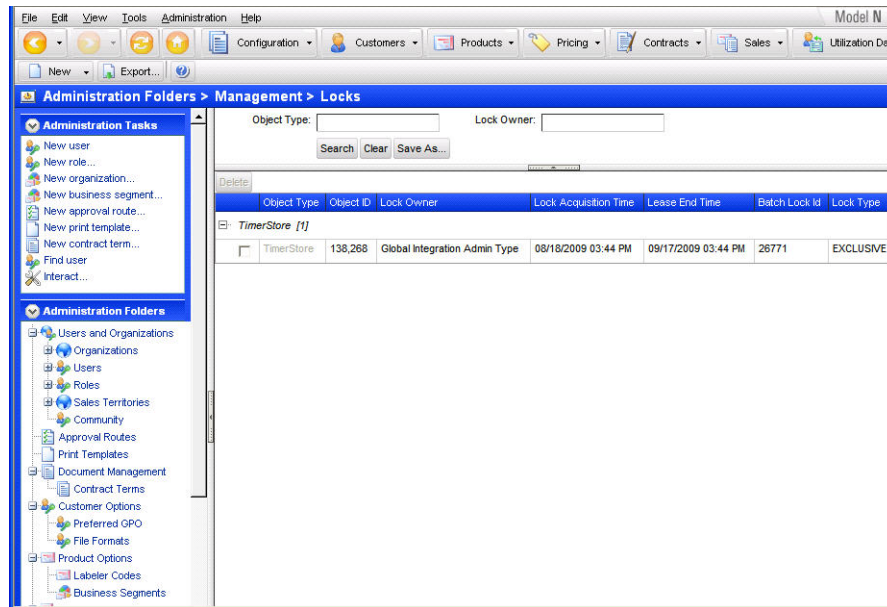 File Edit View Tools Administration Help
Model N
Configuration Customers Products Pricing Contracts Sales Utilization Da
New Export...
Administration Folders > Management > Locks
Administration Tasks
New user
New role...
New organization...
New business segment...
New approval route...
New print template...
New contract term...
Find user
Interact...
Administration Folders
Users and Organizations
Organizations
Users
Roles
Sales Territories
Community
Approval Routes
Print Templates
Document Management
Contract Terms
Customer Options
Preferred GPO
File Formats
Product Options
Labeler Codes
Business Segments
Object Type: Lock Owner:
Search Clear Save As...
Delete
Object Type Object ID Lock Owner Lock Acquisition Time Lease End Time Batch Lock Id Lock Type
TimerStore [1]
TimerStore 138,268 Global Integration Admin Type 08/18/2009 03:44 PM 09/17/2009 03:44 PM 26771 EXCLUSIVE